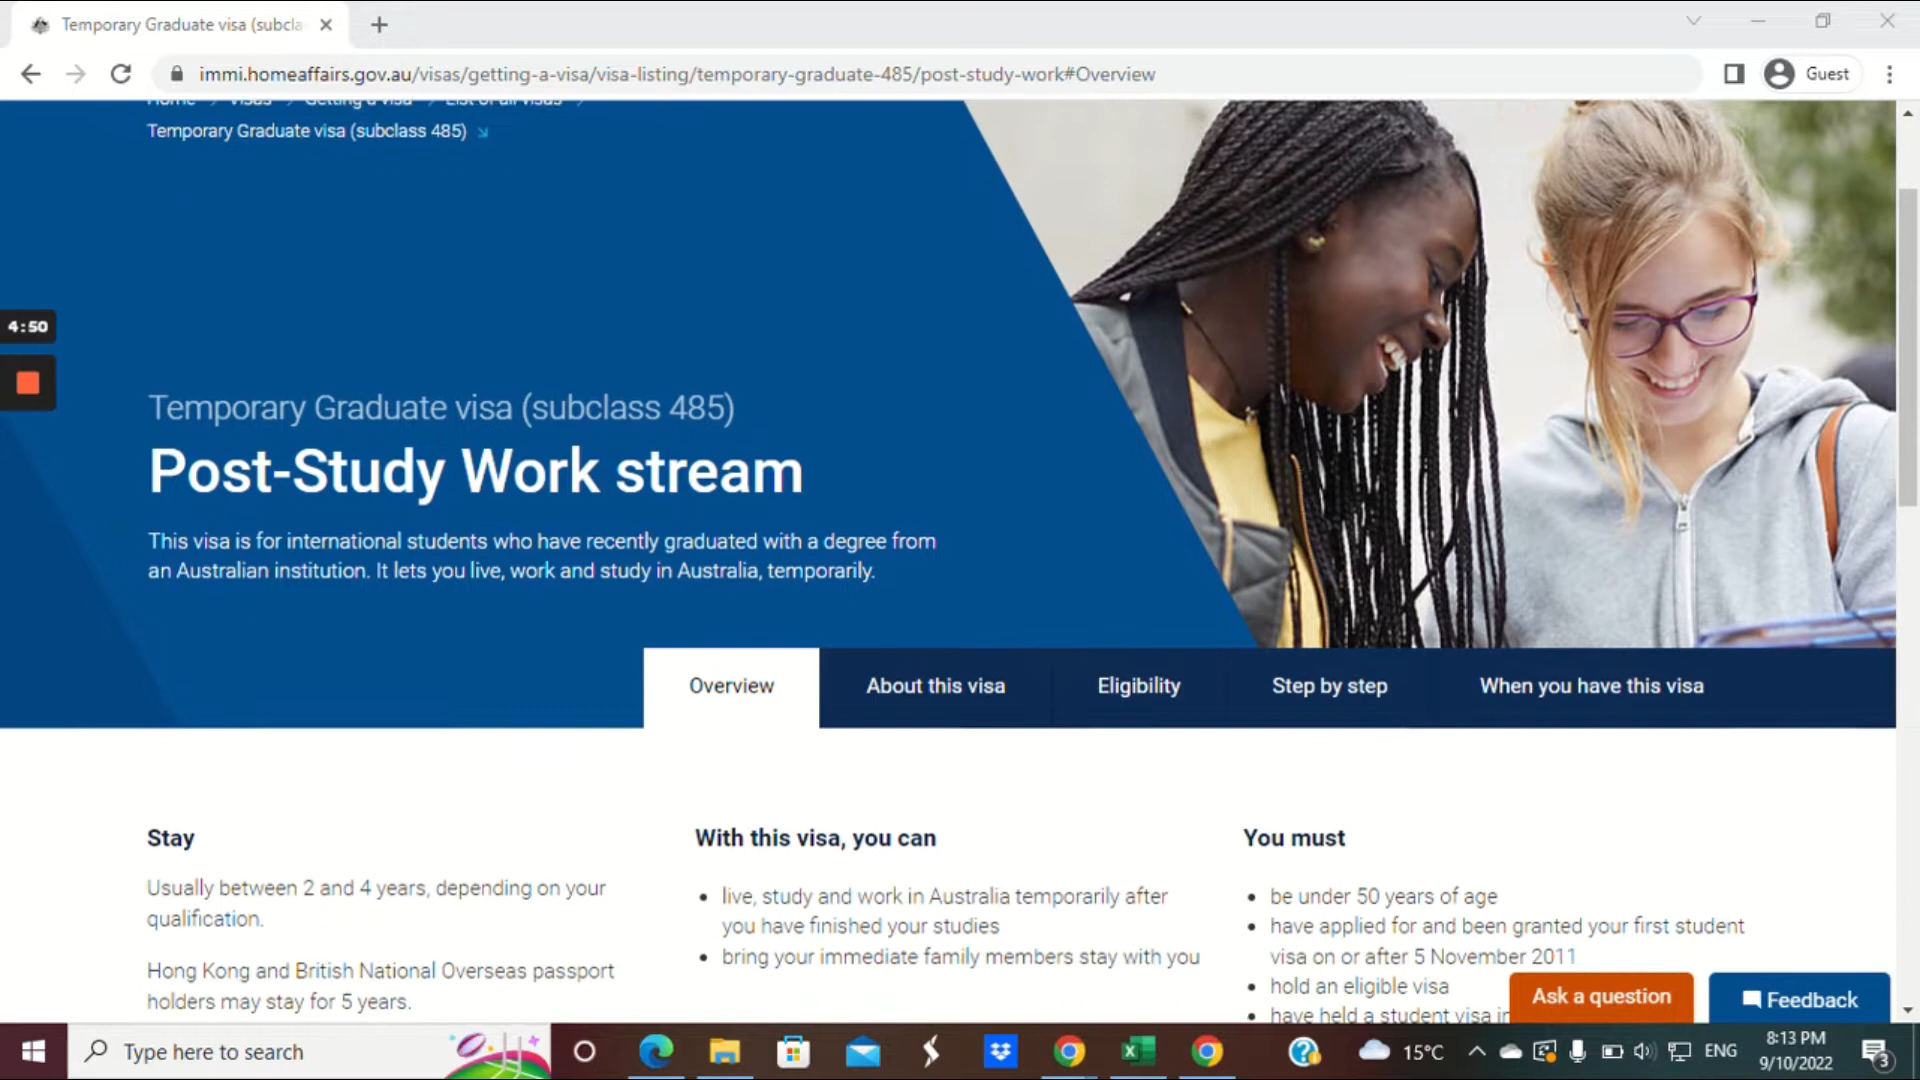 Temporary Graduate visa (subcla
immi.homeaffairs.gov.au/visas/getting-a-visa/visa-listing/temporary-graduate-485/post-study-work#Overview
Guest
Home Visas Getting a visa List of all visas
Temporary Graduate visa (subclass 485)
4:50
Temporary Graduate visa (subclass 485)
Post-Study Work stream
This visa is for international students who have recently graduated with a degree from
an Australian institution. It lets you live, work and study in Australia, temporarily.
Overview
About this visa
Eligibility
Step by step
When you have this visa
Stay
Usually between 2 and 4 years, depending on your
qualification.
Hong Kong and British National Overseas passport
holders may stay for 5 years.
With this visa, you can
• live, study and work in Australia temporarily after
you have finished your studies
• bring your immediate family members stay with you
You must
• be under 50 years of age
• have applied for and been granted your first student
visa on or after 5 November 2011
• hold an eligible visa
• have held a student visa in
Ask a question
Feedback
Type here to search
15°C
ENG
8:13 PM
9/10/2022
3